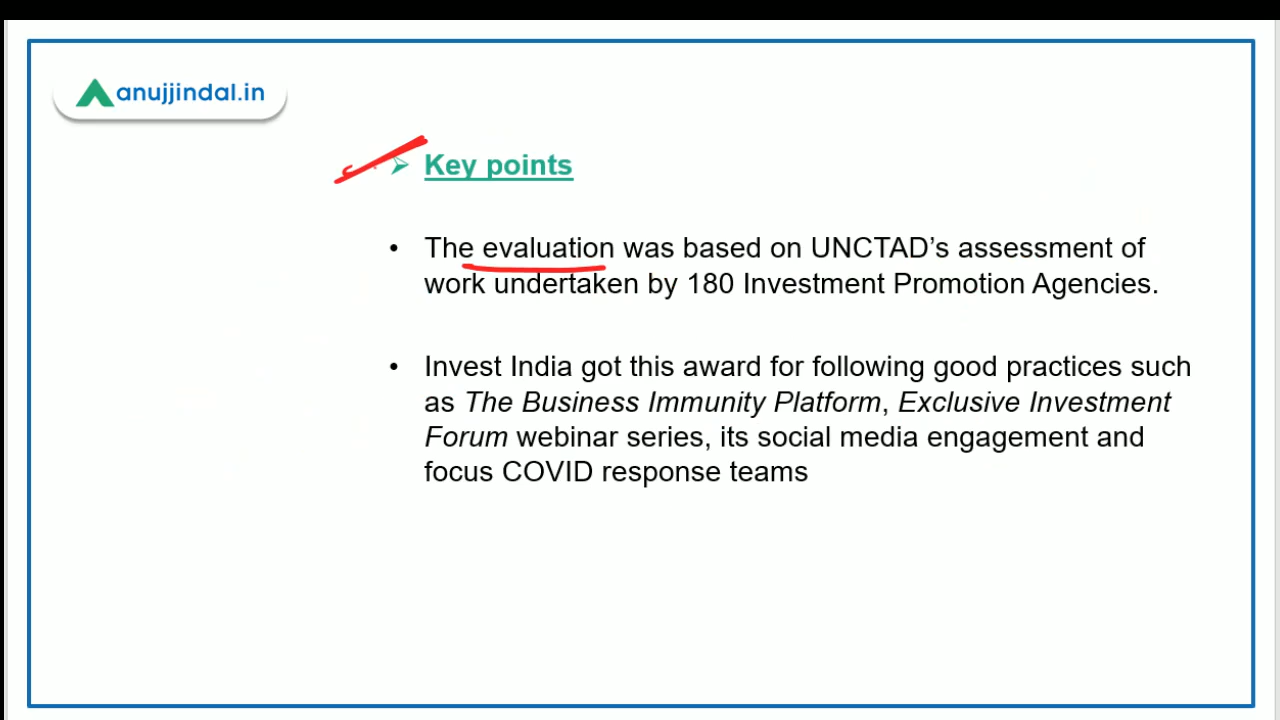 anujjindal.in
➢ Key points
• The evaluation was based on UNCTAD’s assessment of
work undertaken by 180 Investment Promotion Agencies.
• Invest India got this award for following good practices such
as The Business Immunity Platform, Exclusive Investment
Forum webinar series, its social media engagement and
focus COVID response teams